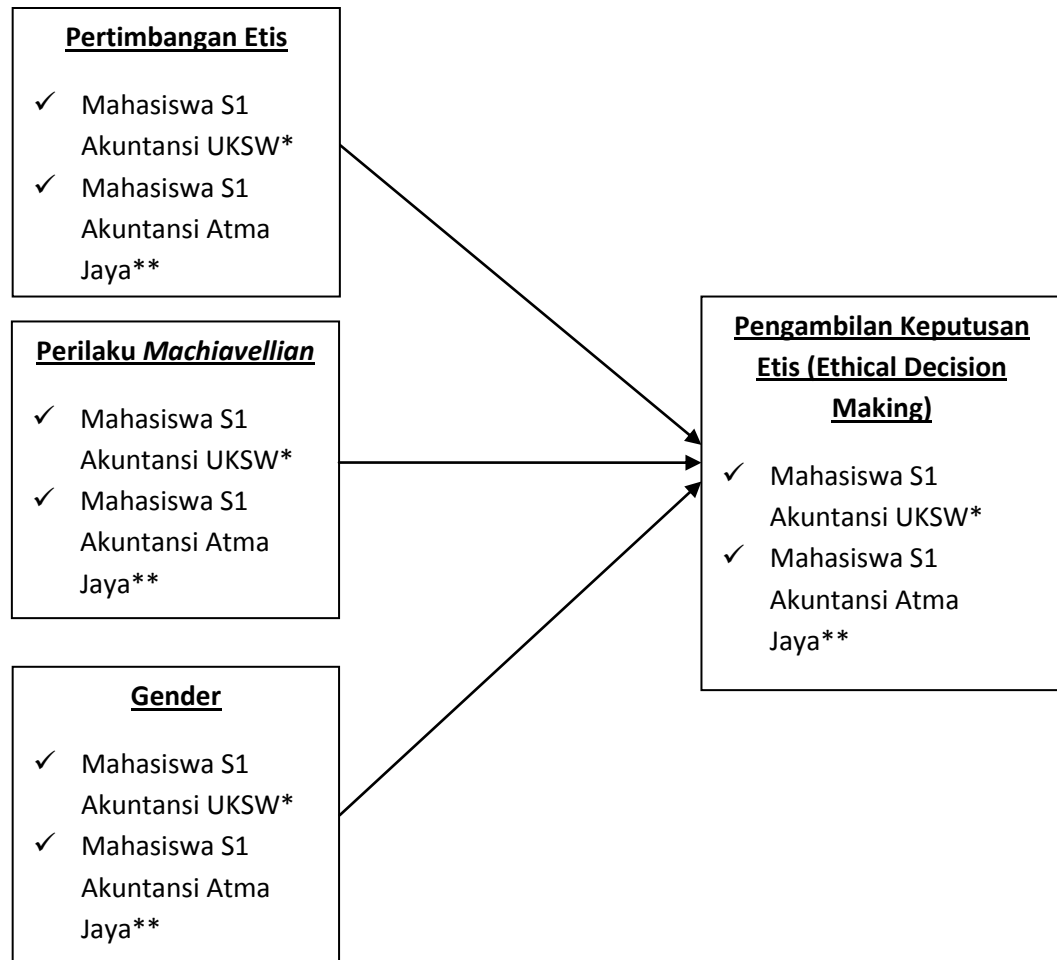 Pertimbangan Etis
✓ Mahasiswa S1
Akuntansi UKSW*
✓ Mahasiswa S1
Akuntansi Atma
Jaya**
Perilaku Machiavellian
✓ Mahasiswa S1
Akuntansi UKSW*
✓ Mahasiswa S1
Akuntansi Atma
Jaya**
Gender
✓ Mahasiswa S1
Akuntansi UKSW*
✓ Mahasiswa S1
Akuntansi Atma
Jaya**
Pengambilan Keputusan
Etis (Ethical Decision
Making)
✓ Mahasiswa S1
Akuntansi UKSW*
✓ Mahasiswa S1
Akuntansi Atma
Jaya**